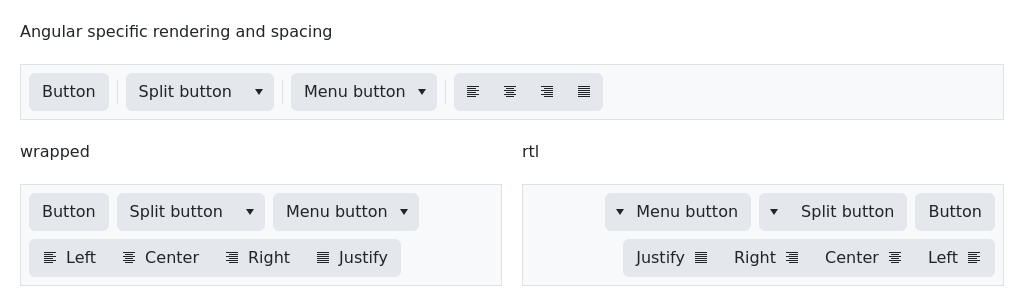 Angular specific rendering and spacing
Button Split button Menu button
wrapped
Button Split button Menu button
Left Center Right Justify
rtl
Menu button Split button Button
Justify Right Center Left